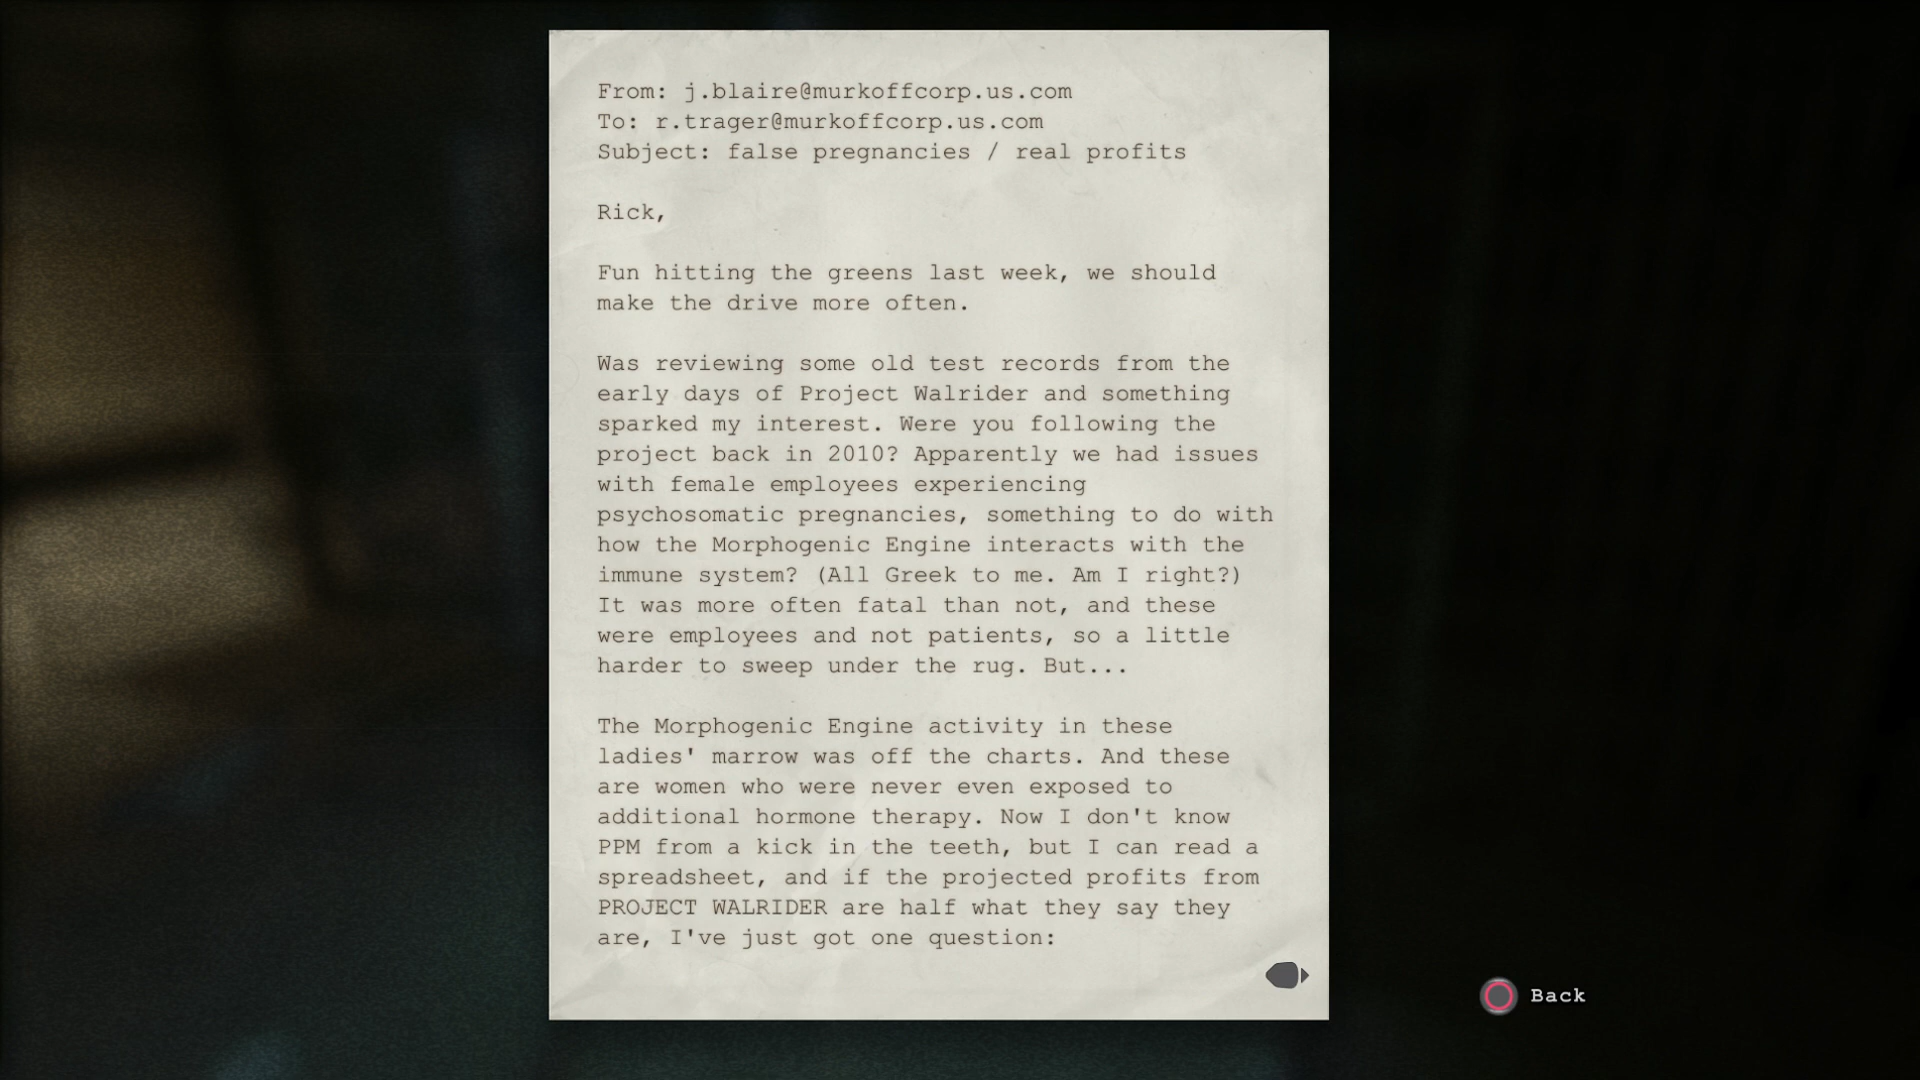 From: j.blaire@murkoffcorp.us.com
To: r.trager@murkoffcorp.us.com
Subject: false pregnancies / real profits
Rick,
Fun hitting the greens last week, we should
make the drive more often.
Was reviewing some old test records from the
early days of Project Walrider and something
sparked my interest. Were you following the
project back in 2010? Apparently we had issues
with female employees experiencing
psychosomatic pregnancies, something to do with
how the Morphogenic Engine interacts with the
immune system? (All Greek to me. Am I right?)
It was more often fatal than not, and these
were employees and not patients, so a little
harder to sweep under the rug. But...
The Morphogenic Engine activity in these
ladies' marrow was off the charts. And these
are women who were never even exposed to
additional hormone therapy. Now I don't know
PPM from a kick in the teeth, but I can read a
spreadsheet, and if the projected profits from
PROJECT WALRIDER are half what they say they
are, I've just got one question:
Back